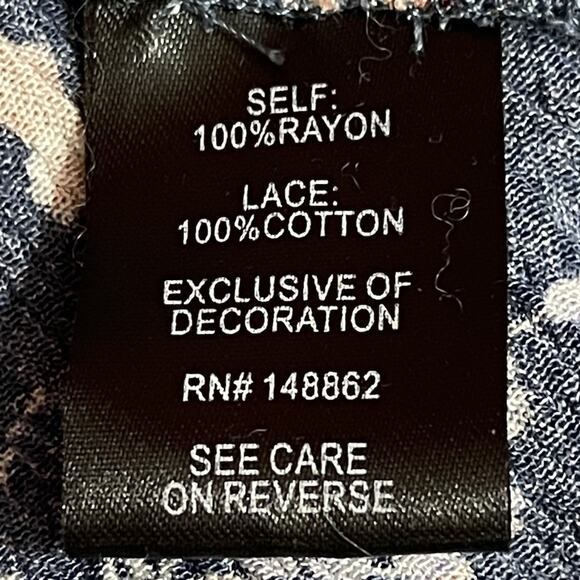 SELF:
100%RAYON
LACE:
100%COTTON
EXCLUSIVE OF
DECORATION
RN# 148862
SEE CARE
ON REVERSE